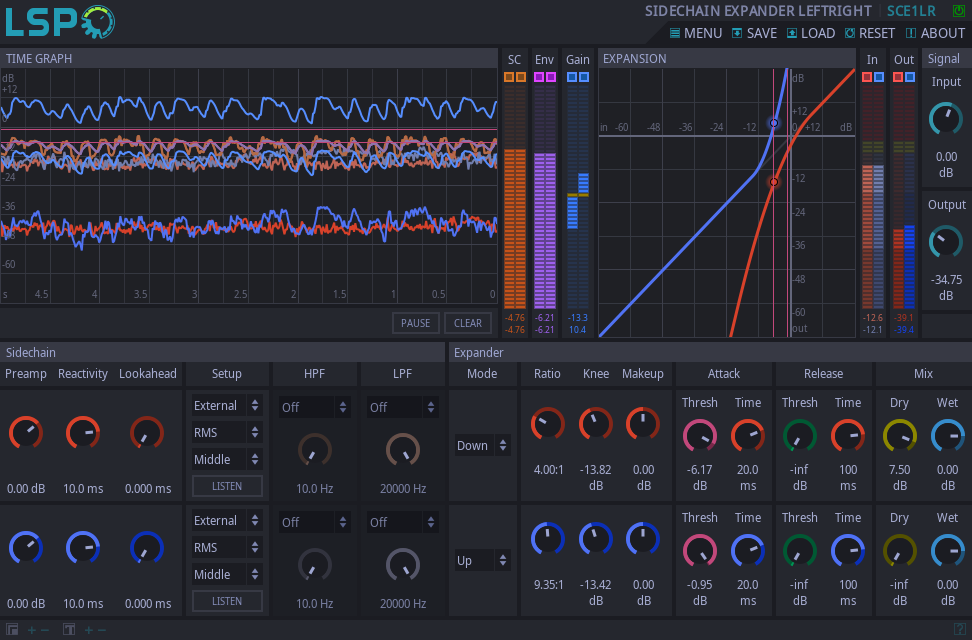 LSP
SIDECHAIN EXPANDER LEFTRIGHT | SCE1LR
MENU SAVE LOAD RESET ABOUT
TIME GRAPH
SC Env Gain
EXPANSION
In Out
Signal
dB
+12
0
-24
-36
-48
-60
s 4.5 4 3.5 3 2.5 2 1.5 1 0.5 0
PAUSE CLEAR
-4.76 -6.21 -13.3
-4.76 -6.21 10.4
dB
+12
in -60 -48 -36 -24 -12 0 +12 dB
-12
-24
-36
-48
-60
out
-12.6 -39.1
-12.1 -39.4
Input
0.00
dB
Output
-34.75
dB
Sidechain
Expander
Preamp Reactivity Lookahead Setup HPF LPF Mode Ratio Knee Makeup Attack Release Mix
External
RMS
Middle
LISTEN
Off
Off
0.00 dB 10.0 ms 0.000 ms
10.0 Hz 20000 Hz
Down
4.00:1 -13.82 dB 0.00 dB
Thresh Time Thresh Time Dry Wet
-6.17 dB 20.0 ms -inf dB 100 ms 7.50 dB 0.00 dB
External
RMS
Middle
LISTEN
Off
Off
0.00 dB 10.0 ms 0.000 ms
10.0 Hz 20000 Hz
Up
9.35:1 -13.42 dB 0.00 dB
Thresh Time Thresh Time Dry Wet
-0.95 dB 20.0 ms -inf dB 100 ms -inf dB 0.00 dB